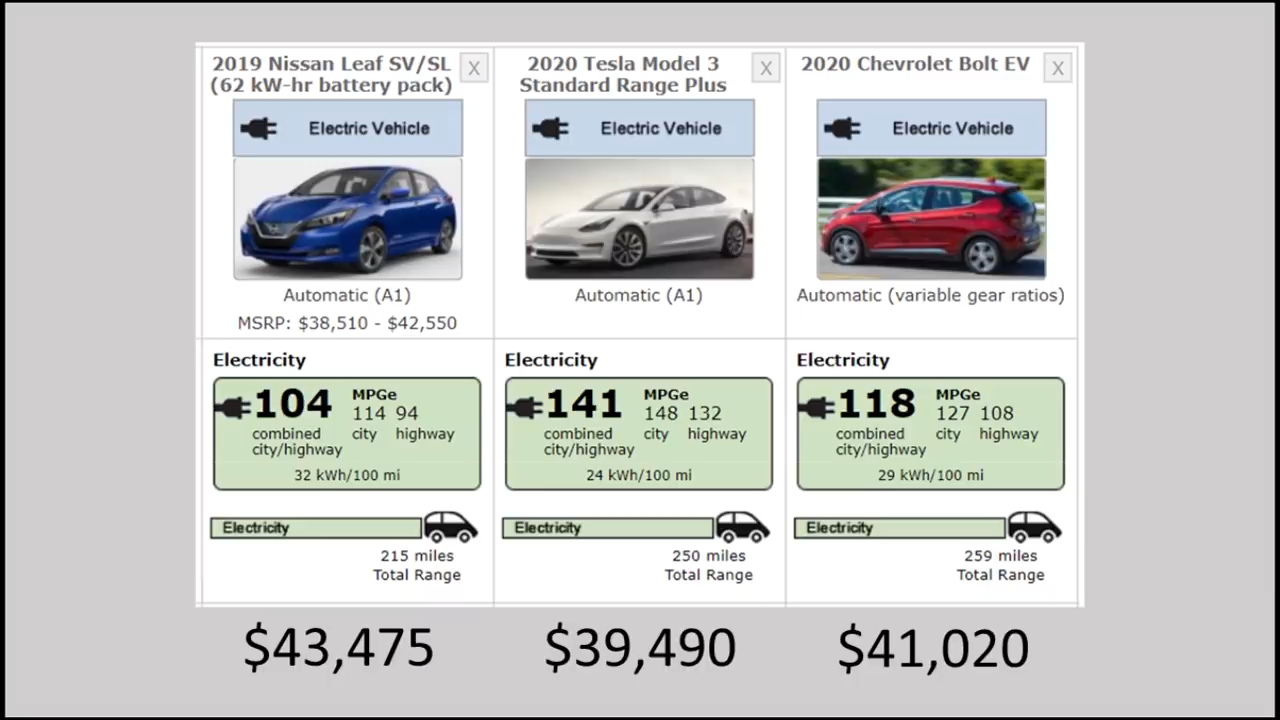 2019 Nissan Leaf SV/SL
(62 kW-hr battery pack)
X
Electric Vehicle
Automatic (A1)
MSRP: $38,510 - $42,550
2020 Tesla Model 3
Standard Range Plus
X
Electric Vehicle
Automatic (A1)
2020 Chevrolet Bolt EV
X
Electric Vehicle
Automatic (variable gear ratios)
Electricity
104
MPGe
114 94
combined
city/highway
city highway
32 kWh/100 mi
Electricity
215 miles
Total Range
Electricity
141
MPGe
148 132
combined
city/highway
city highway
24 kWh/100 mi
Electricity
250 miles
Total Range
Electricity
118
MPGe
127 108
combined
city/highway
city highway
29 kWh/100 mi
Electricity
259 miles
Total Range
$43,475
$39,490
$41,020